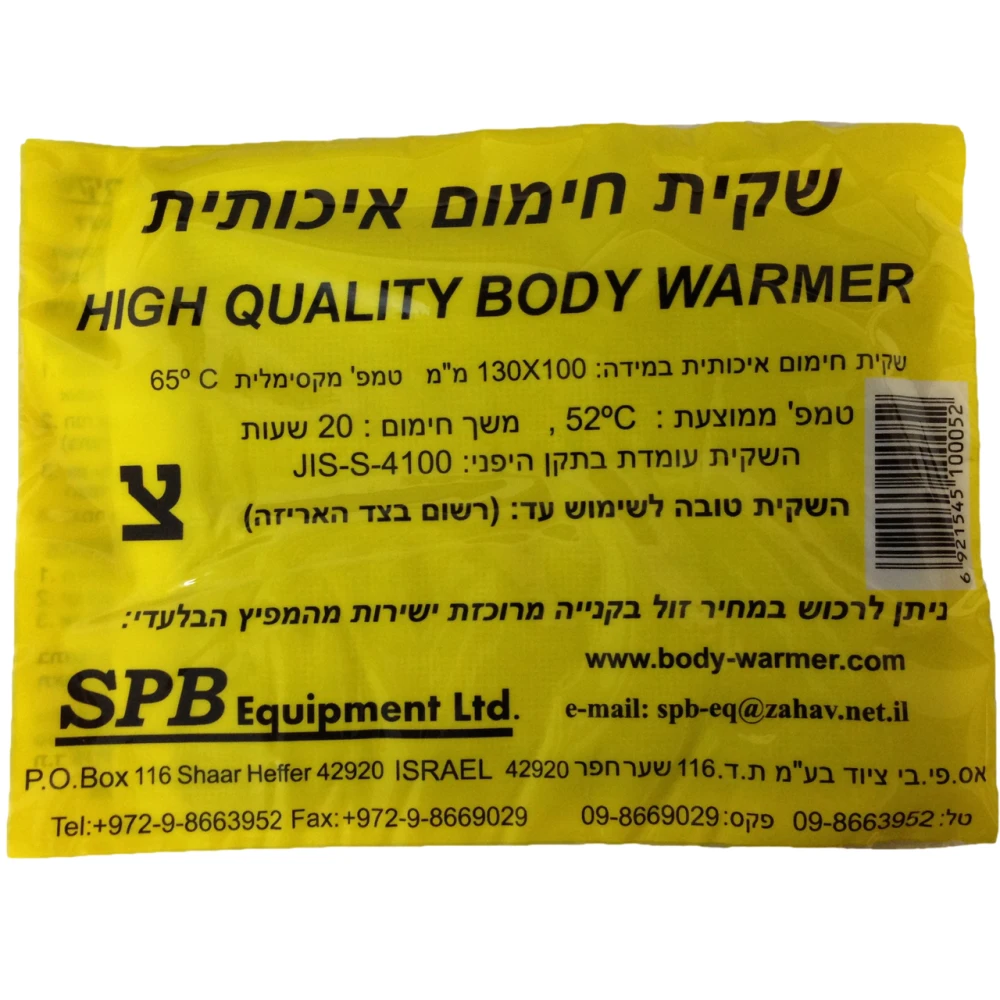 שקית חימום איכותית
HIGH QUALITY BODY WARMER
שקית חימום איכותית במידה: 130X100 מ"מ טמפ' מקסימלית 65º C
טמפ' ממוצעת : 52ºC , משך חימום : 20 שעות
השקית עומדת בתקן היפני: JIS-S-4100
השקית טובה לשימוש עד: (רשום בצד האריזה)
צ
6 921545 100052
ניתן לרכוש במחיר זול בקנייה מרוכזת ישירות מהמפיץ הבלעדי:
www.body-warmer.com
SPB Equipment Ltd. e-mail: spb-eq@zahav.net.il
P.O.Box 116 Shaar Heffer 42920 ISRAEL אס.פי.בי ציוד בע"מ ת.ד.116 שער חפר 42920
Tel:+972-9-8663952 Fax:+972-9-8669029 טל: 09-8663952 פקס: 09-8669029